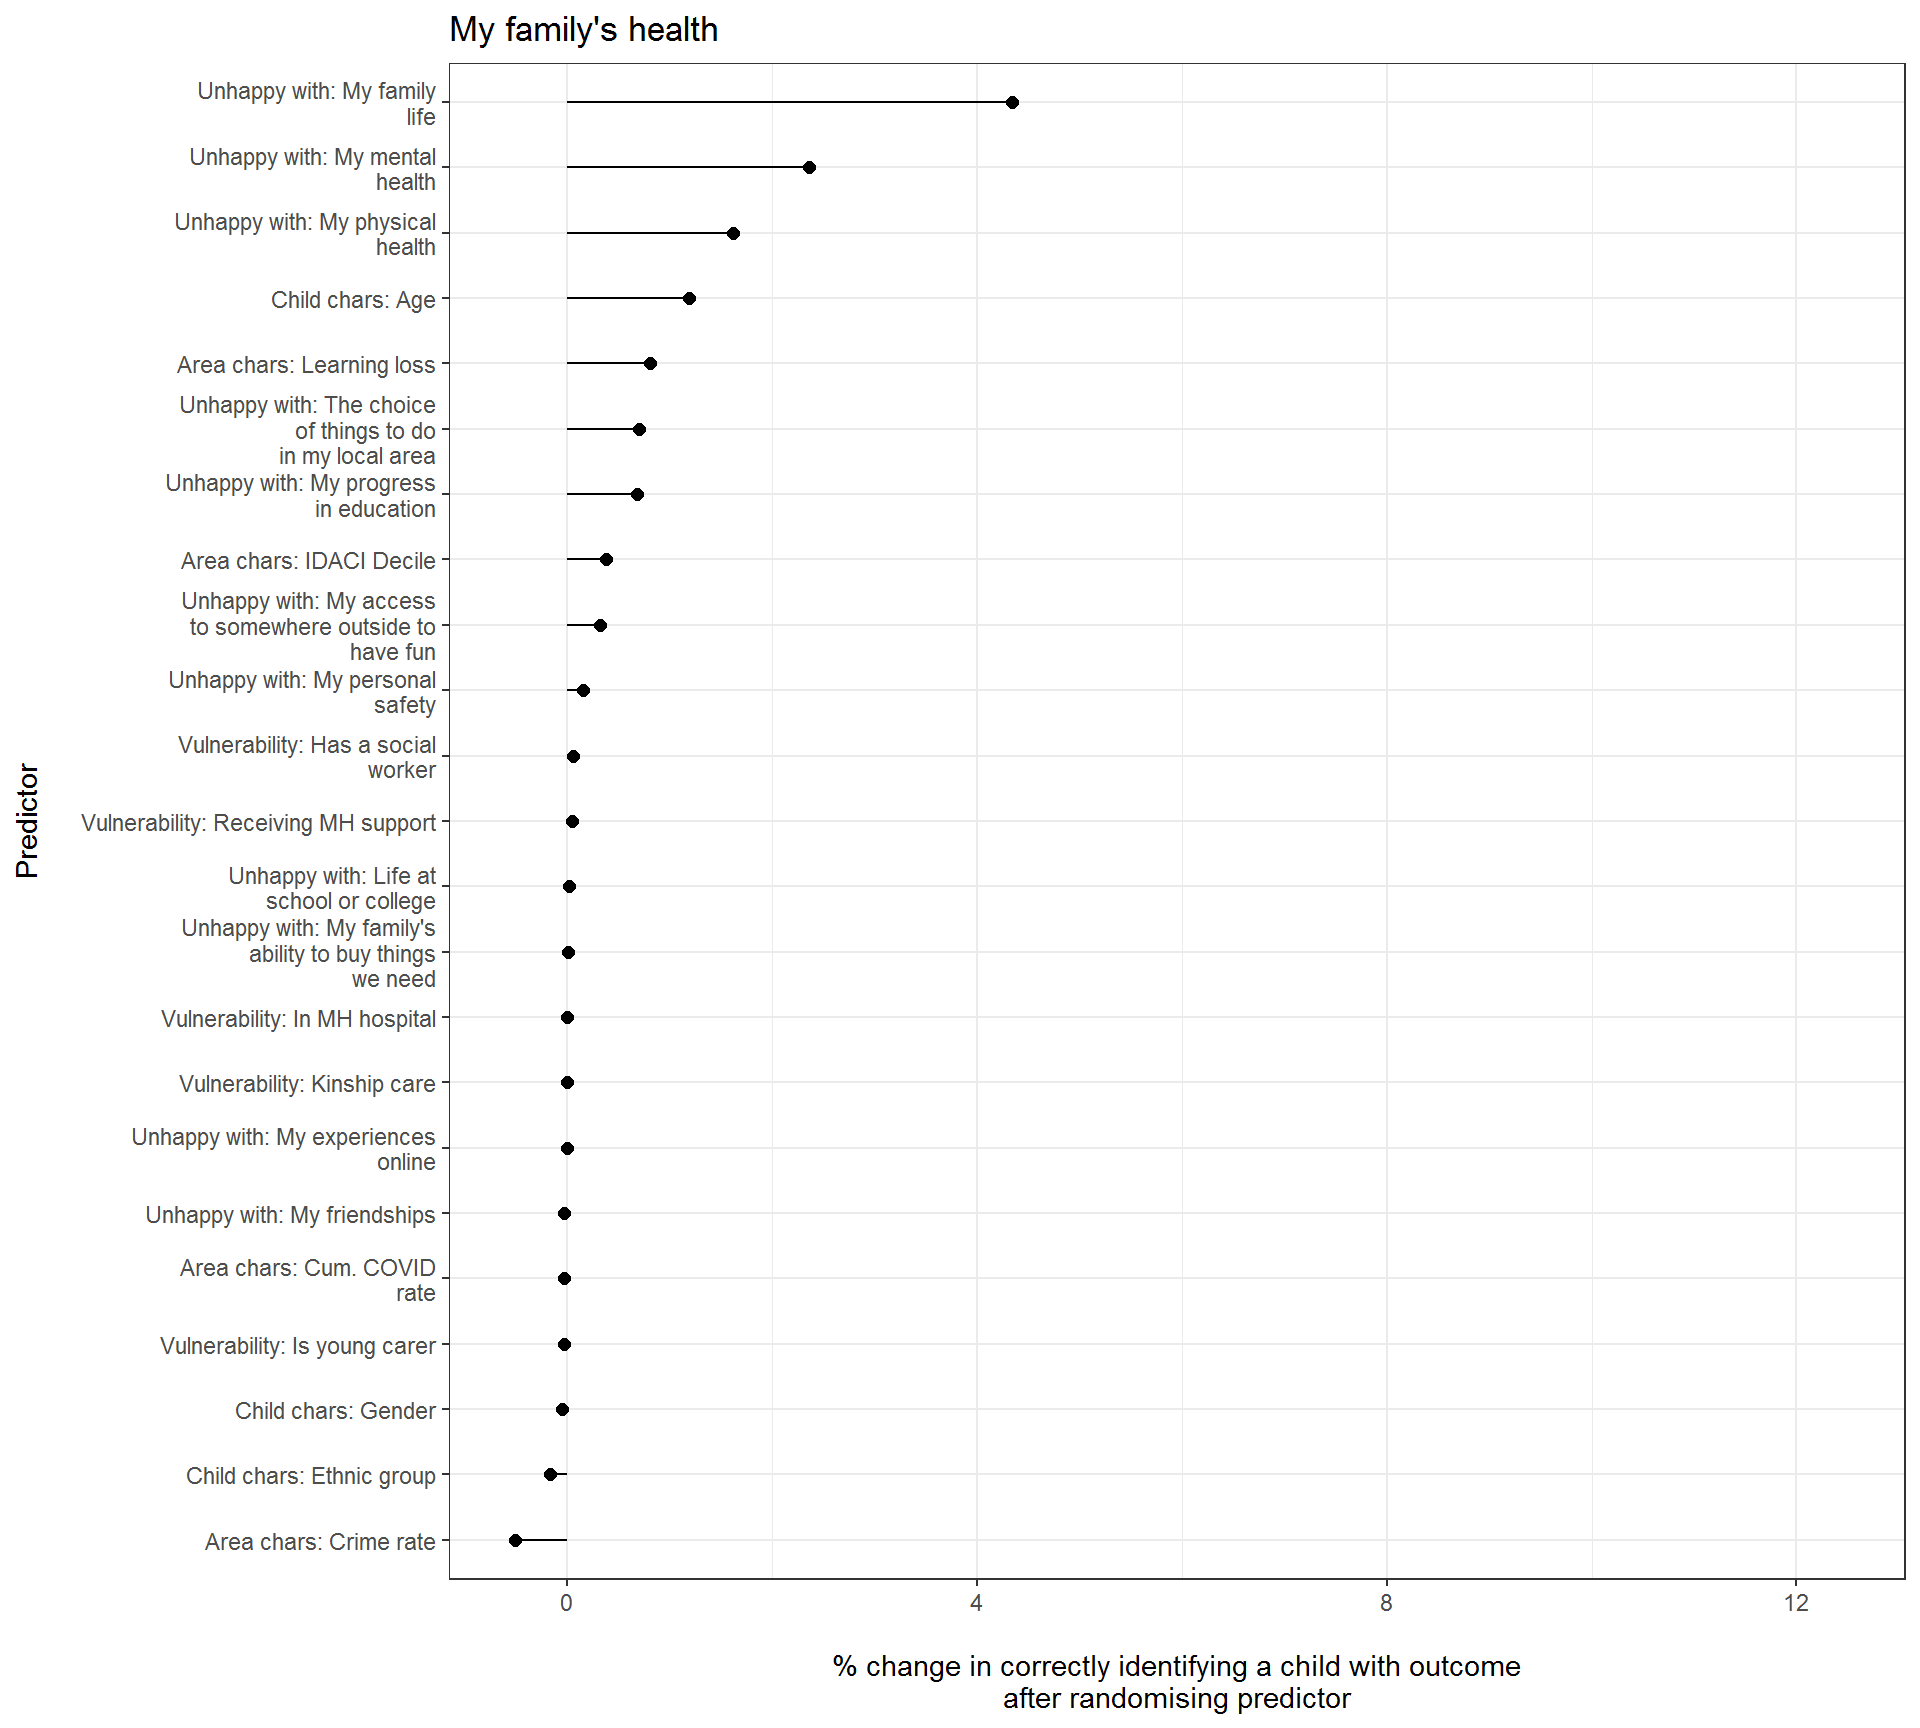 My family's health
Unhappy with: My family
life
Unhappy with: My mental
health
Unhappy with: My physical
health
Child chars: Age
Area chars: Learning loss
Unhappy with: The choice
of things to do
in my local area
Unhappy with: My progress
in education
Area chars: IDACI Decile
Unhappy with: My access
to somewhere outside to
have fun
Unhappy with: My personal
safety
Vulnerability: Has a social
worker
Vulnerability: Receiving MH support
Unhappy with: Life at
school or college
Unhappy with: My family's
ability to buy things
we need
Vulnerability: In MH hospital
Vulnerability: Kinship care
Unhappy with: My experiences
online
Unhappy with: My friendships
Area chars: Cum. COVID
rate
Vulnerability: Is young carer
Child chars: Gender
Child chars: Ethnic group
Area chars: Crime rate
Predictor
0 4 8 12
% change in correctly identifying a child with outcome
after randomising predictor